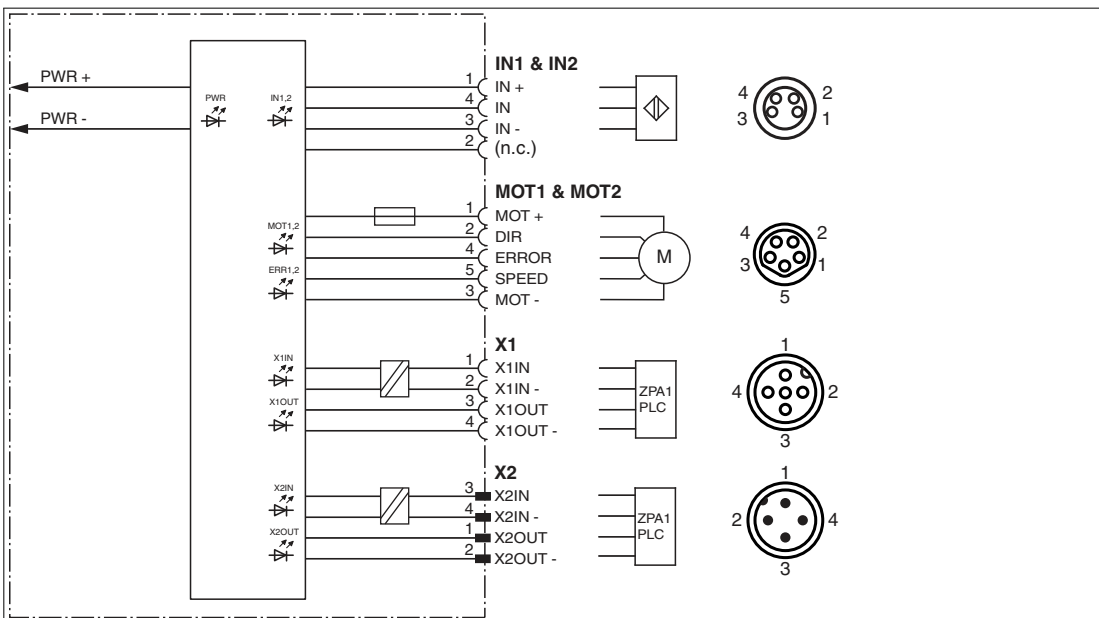 PWR +
PWR -
PWR
IN1,2
IN1 & IN2
1 IN +
4 IN
3 IN -
2 (n.c.)
4 2
3 1
MOT1 & MOT2
MOT1,2
ERR1,2
1 MOT +
2 DIR
4 ERROR
5 SPEED
3 MOT -
M
4 2
3 1
5
X1
X1IN
X1OUT
1 X1IN
2 X1IN -
3 X1OUT
4 X1OUT -
ZPA1
PLC
1
4 2
3
X2
X2IN
X2OUT
3 X2IN
4 X2IN -
1 X2OUT
2 X2OUT -
ZPA1
PLC
1
2 4
3